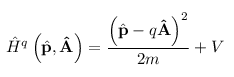 Ĥ^q (p̂, Â) = (p̂ − qÂ)^2 / 2m + V